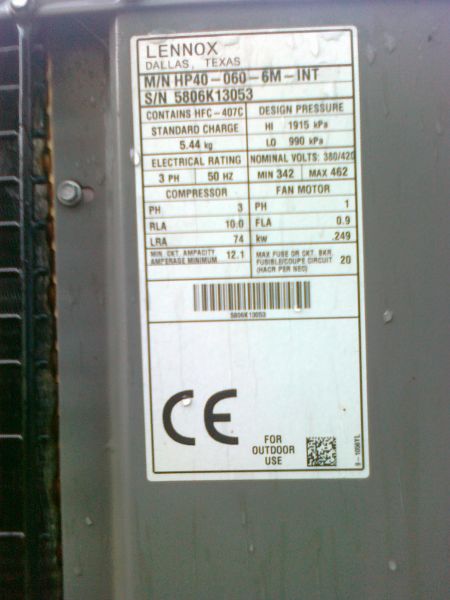 LENNOX
DALLAS, TEXAS
M/N HP40-060-6M-INT
S/N 5806K13053
CONTAINS HFC-407C
STANDARD CHARGE
5.44 kg
DESIGN PRESSURE
HI 1915 kPa
LO 990 kPa
ELECTRICAL RATING
NOMINAL VOLTS: 380/420
3 PH 50 HZ
MIN 342 MAX 462
COMPRESSOR
PH 3
RLA 10.0
LRA 74
FAN MOTOR
PH 1
FLA 0.9
kw .249
MIN. CKT. AMPACITY
AMPERAGE MINIMUM
12.1
MAX FUSE OR CKT. BKR.
FUSIBLE/COUPE CIRCUIT
(HACR PER NEC)
20
5806K13053
CE
FOR
OUTDOOR
USE